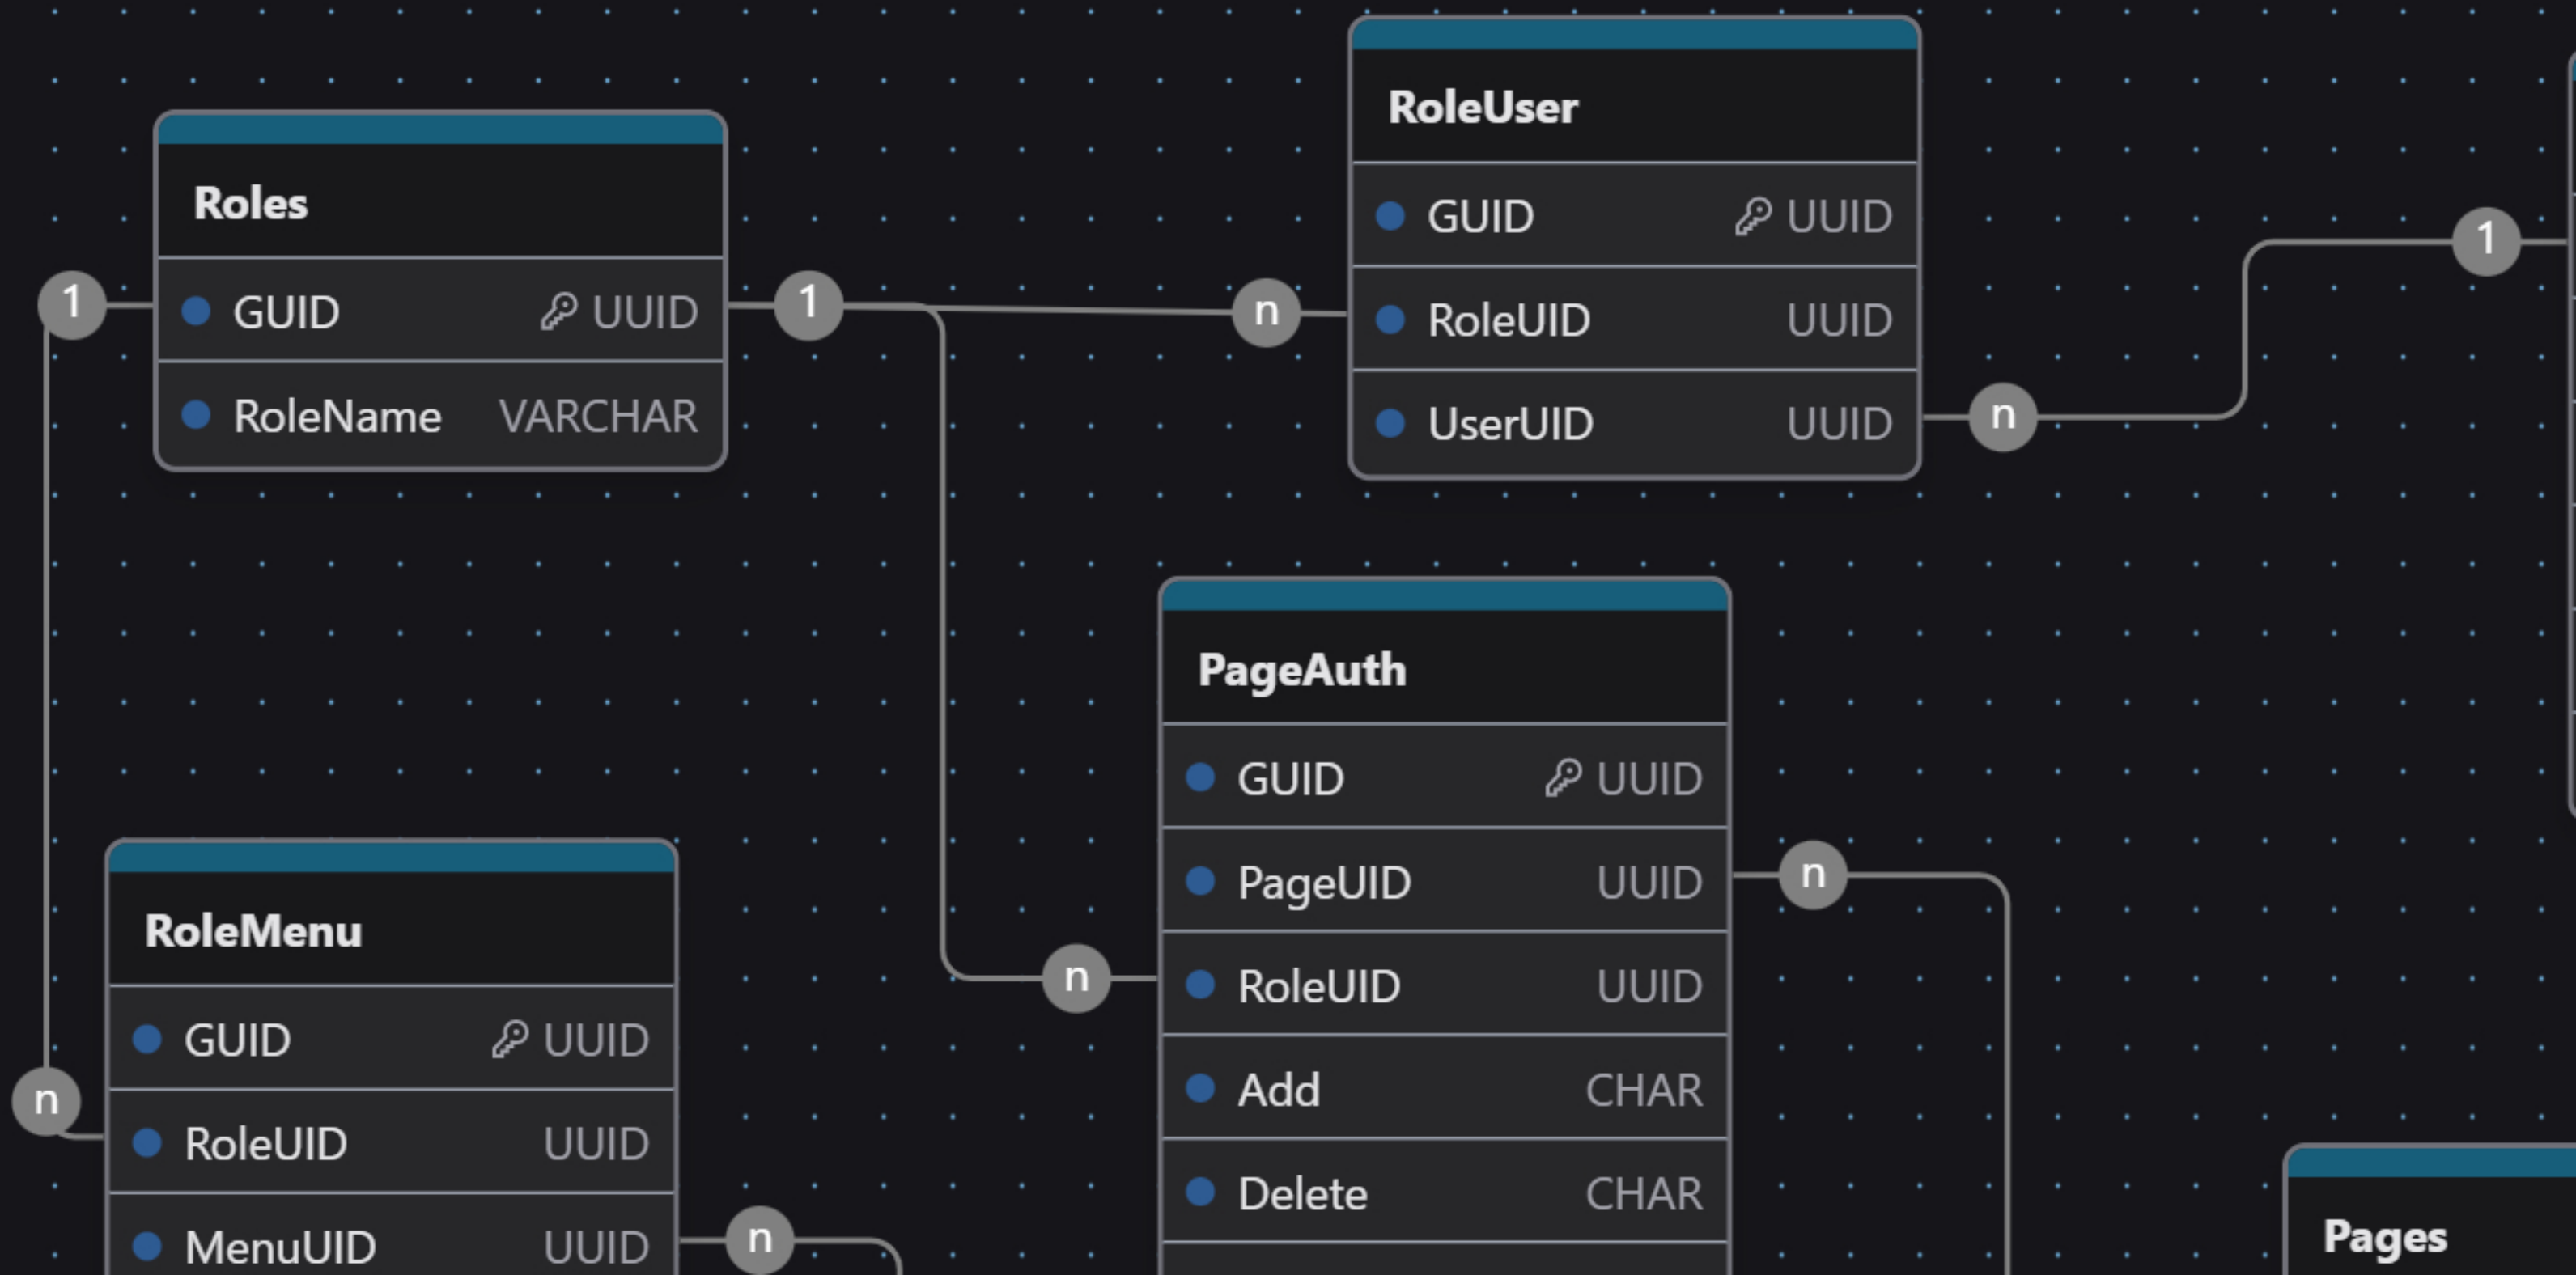 Roles
1
GUID UUID
1
RoleName VARCHAR
RoleUser
GUID UUID
n
RoleUID UUID
UserUID UUID
n
1
PageAuth
GUID UUID
PageUID UUID
n
n
RoleUID UUID
Add CHAR
Delete CHAR
RoleMenu
GUID UUID
n
RoleUID UUID
MenuUID UUID
n
Pages